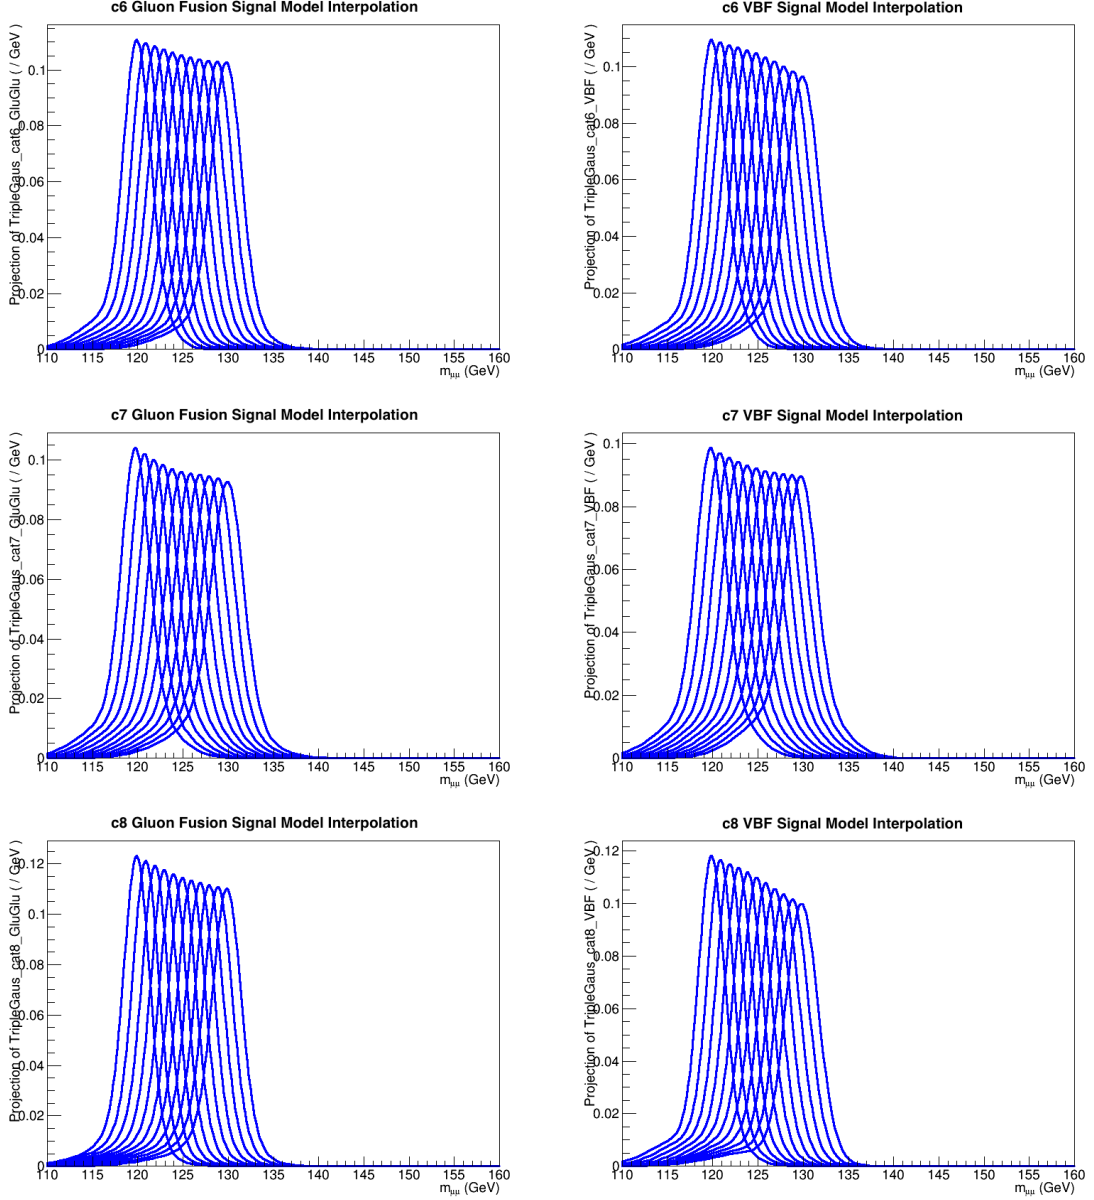 c6 Gluon Fusion Signal Model Interpolation
Projection of TripleGaus_cat6_GluGlu ( / GeV )
0.1
0.08
0.06
0.04
0.02
0
110 115 120 125 130 135 140 145 150 155 160
mμμ (GeV)
c6 VBF Signal Model Interpolation
Projection of TripleGaus_cat6_VBF ( / GeV )
0.1
0.08
0.06
0.04
0.02
0
110 115 120 125 130 135 140 145 150 155 160
mμμ (GeV)
c7 Gluon Fusion Signal Model Interpolation
Projection of TripleGaus_cat7_GluGlu ( / GeV )
0.1
0.08
0.06
0.04
0.02
0
110 115 120 125 130 135 140 145 150 155 160
mμμ (GeV)
c7 VBF Signal Model Interpolation
Projection of TripleGaus_cat7_VBF ( / GeV )
0.1
0.08
0.06
0.04
0.02
0
110 115 120 125 130 135 140 145 150 155 160
mμμ (GeV)
c8 Gluon Fusion Signal Model Interpolation
Projection of TripleGaus_cat8_GluGlu ( / GeV )
0.12
0.1
0.08
0.06
0.04
0.02
0
110 115 120 125 130 135 140 145 150 155 160
mμμ (GeV)
c8 VBF Signal Model Interpolation
Projection of TripleGaus_cat8_VBF ( / GeV )
0.12
0.1
0.08
0.06
0.04
0.02
0
110 115 120 125 130 135 140 145 150 155 160
mμμ (GeV)